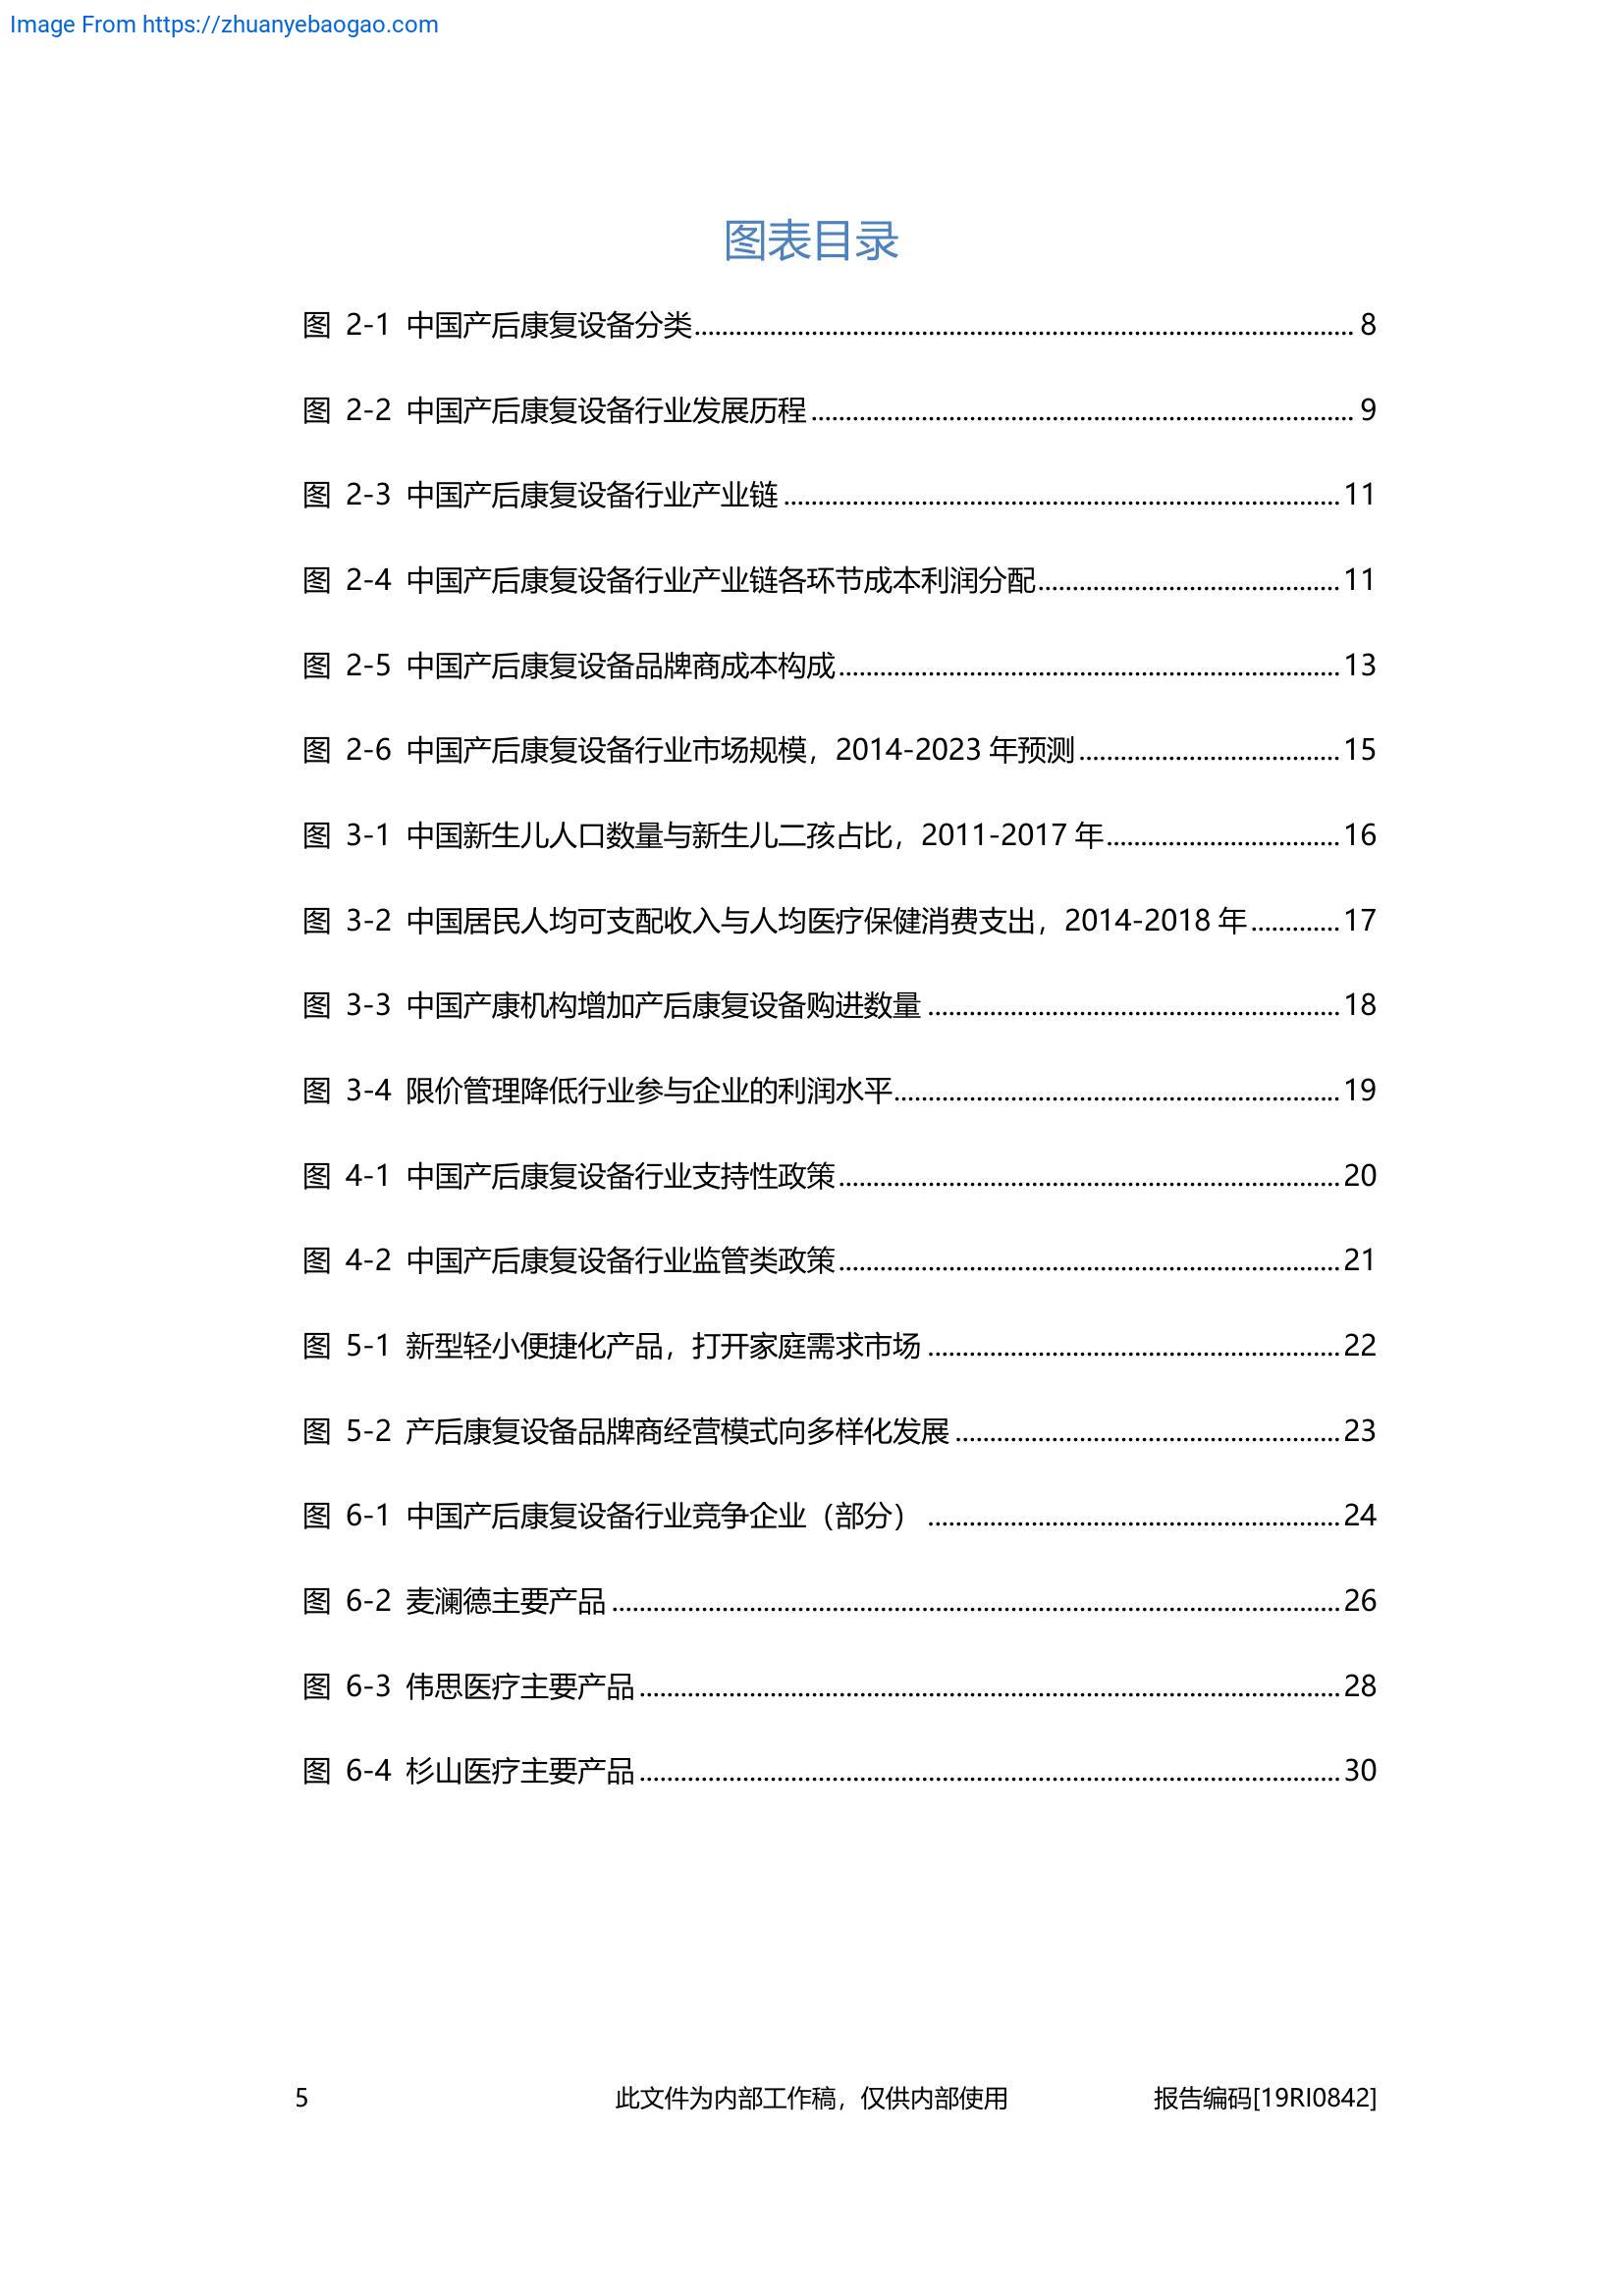 Image From https://zhuanyebaogao.com
图表目录
图 2-1 中国产后康复设备分类........................................ 8
图 2-2 中国产后康复设备行业发展历程........................................ 9
图 2-3 中国产后康复设备行业产业链........................................ 11
图 2-4 中国产后康复设备行业产业链各环节成本利润分配........................................ 11
图 2-5 中国产后康复设备品牌商成本构成........................................ 13
图 2-6 中国产后康复设备行业市场规模，2014-2023 年预测........................................ 15
图 3-1 中国新生儿人口数量与新生儿二孩占比，2011-2017 年........................................ 16
图 3-2 中国居民人均可支配收入与人均医疗保健消费支出，2014-2018 年............. 17
图 3-3 中国产康机构增加产后康复设备购进数量........................................ 18
图 3-4 限价管理降低行业参与企业的利润水平........................................ 19
图 4-1 中国产后康复设备行业支持性政策........................................ 20
图 4-2 中国产后康复设备行业监管类政策........................................ 21
图 5-1 新型轻小便捷化产品，打开家庭需求市场........................................ 22
图 5-2 产后康复设备品牌商经营模式向多样化发展........................................ 23
图 6-1 中国产后康复设备行业竞争企业（部分）........................................ 24
图 6-2 麦澜德主要产品........................................ 26
图 6-3 伟思医疗主要产品........................................ 28
图 6-4 杉山医疗主要产品........................................ 30
5 此文件为内部工作稿，仅供内部使用 报告编码[19RI0842]